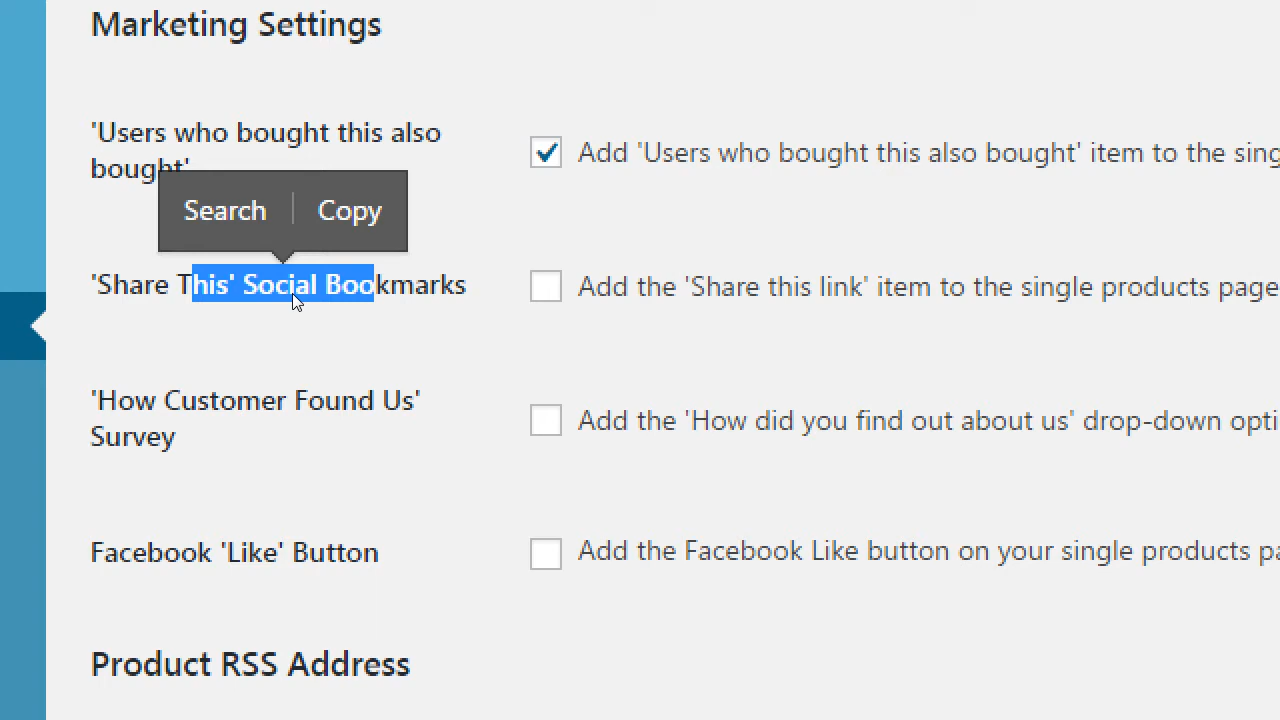 Marketing Settings
'Users who bought this also
bought'
Add 'Users who bought this also bought' item to the
Search
Copy
'Share This' Social Bookmarks
Add the 'Share this link' item to the single products page
'How Customer Found Us'
Survey
Add the 'How did you find out about us' drop-down
Facebook 'Like' Button
Add the Facebook Like button on your single products
Product RSS Address